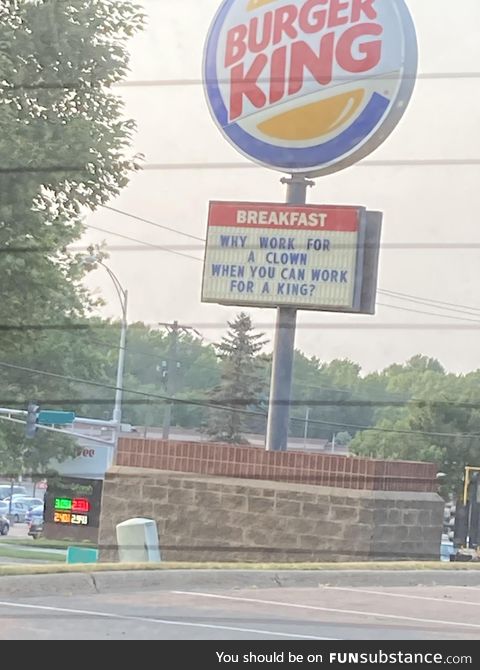 BURGER
KING
BREAKFAST
WHY WORK FOR
A CLOWN
WHEN YOU CAN WORK
FOR A KING?
You should be on FUNsubstance.com